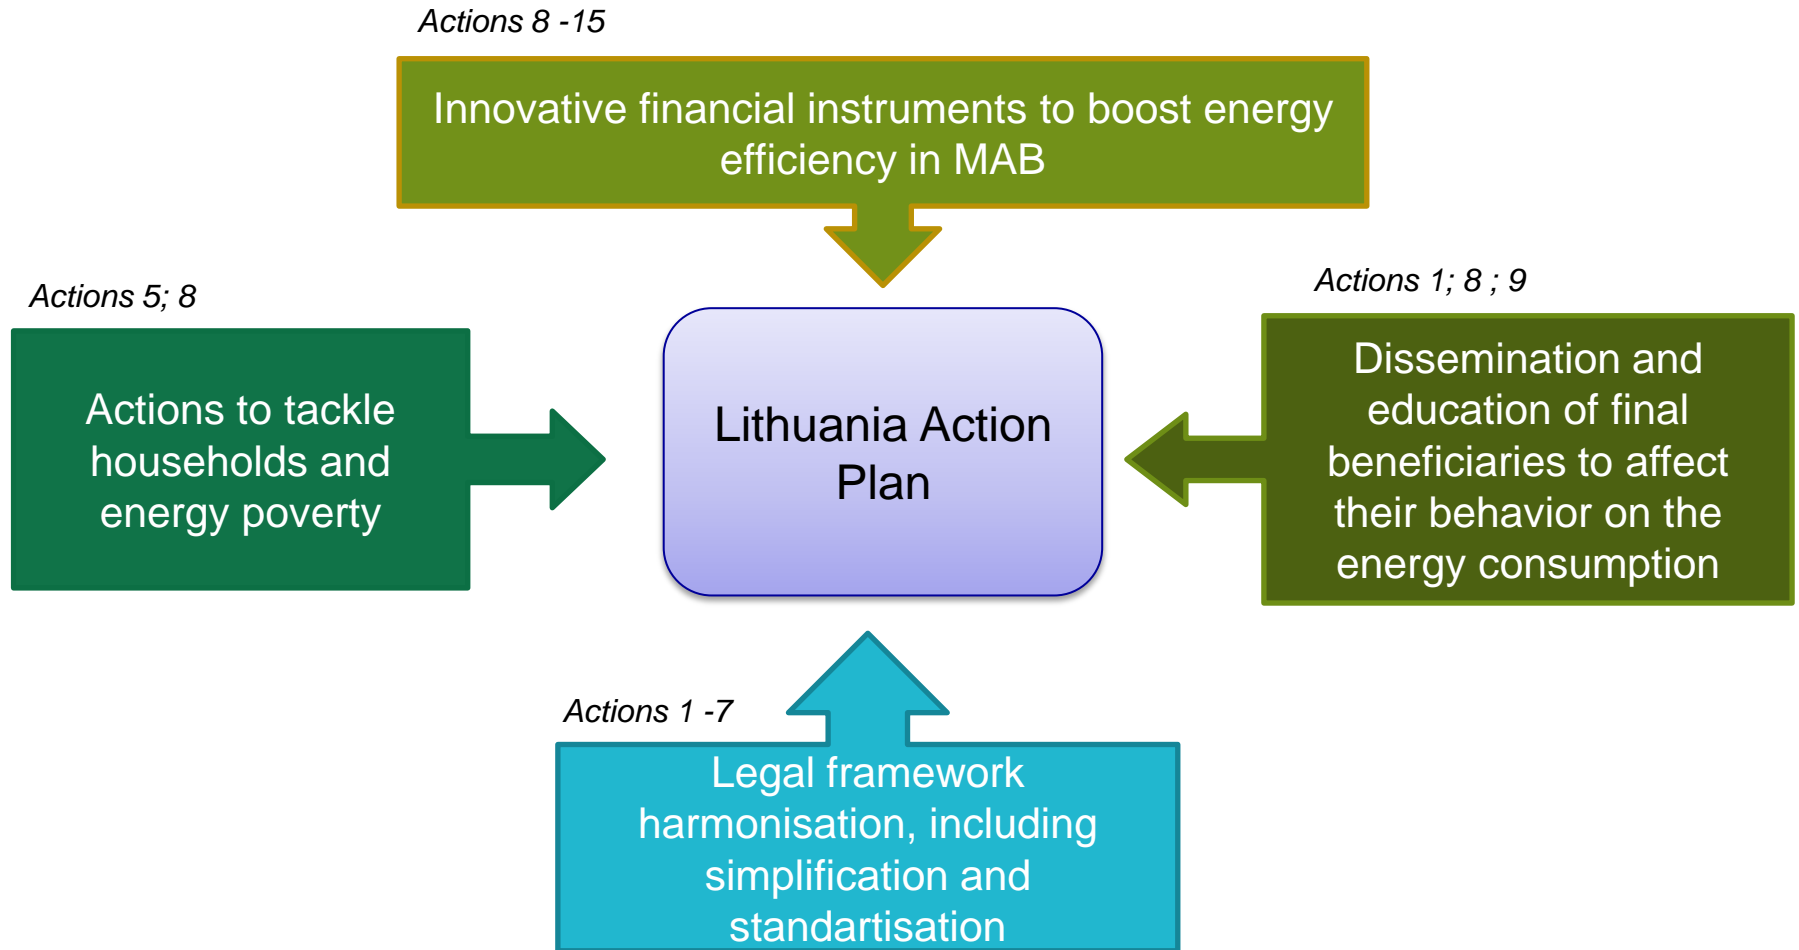 Actions 8 -15
Innovative financial instruments to boost energy
efficiency in MAB
Actions 5; 8
Actions to tackle
households and
energy poverty
Lithuania Action
Plan
Actions 1; 8 ; 9
Dissemination and
education of final
beneficiaries to affect
their behavior on the
energy consumption
Actions 1 -7
Legal framework
harmonisation, including
simplification and
standartisation